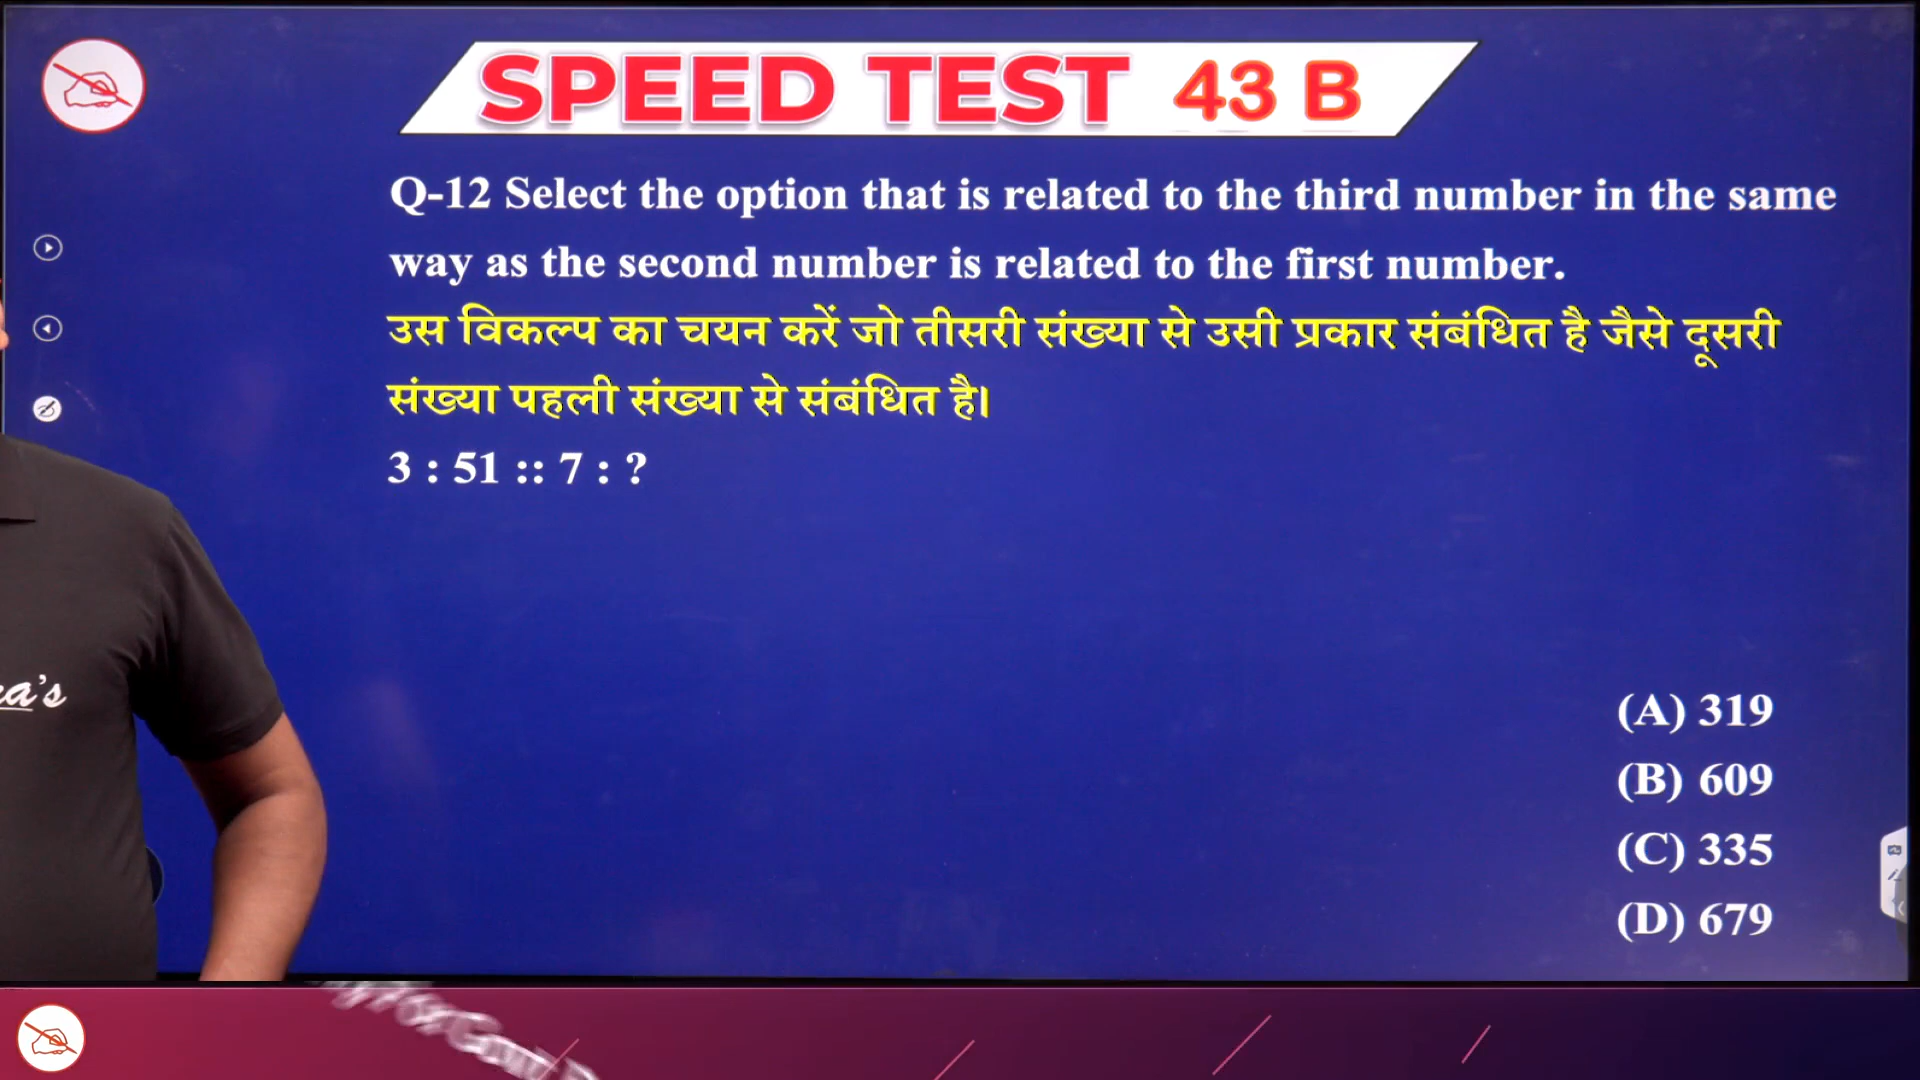 SPEED TEST 43 B
Q-12 Select the option that is related to the third number in the same
way as the second number is related to the first number.
उस विकल्प का चयन करें जो तीसरी संख्या से उसी प्रकार संबंधित है जैसे दूसरी
संख्या पहली संख्या से संबंधित है।
3 : 51 :: 7 : ?
(A) 319
(B) 609
(C) 335
(D) 679